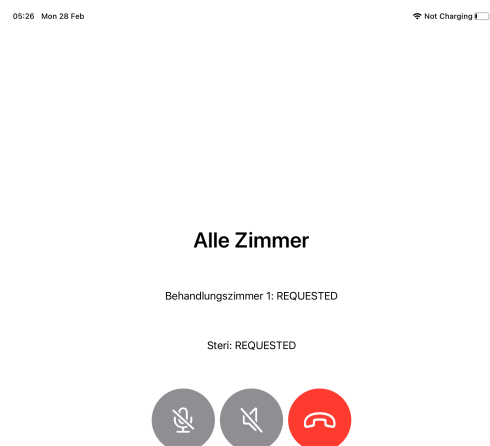 05:26 Mon 28 Feb Not Charging
Alle Zimmer
Behandlungszimmer 1: REQUESTED
Steri: REQUESTED